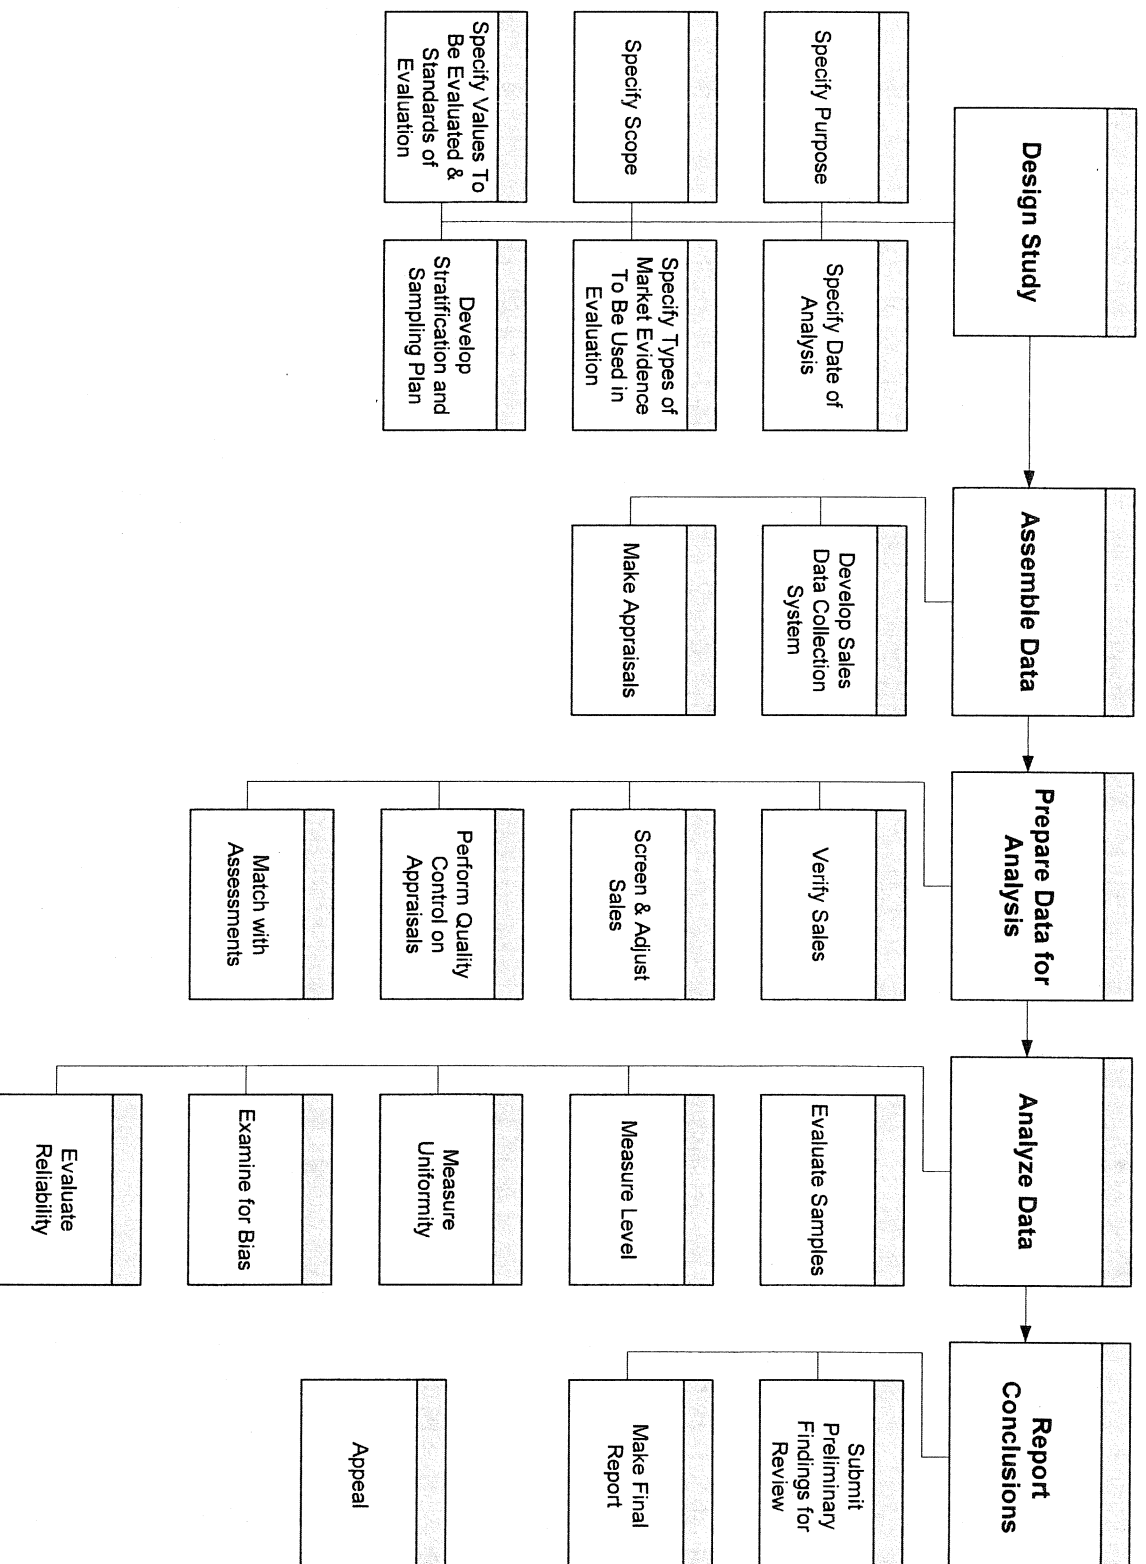 Design Study
Specify Purpose
Specify Date of
Analysis
Specify Scope
Specify Types of
Market Evidence
To Be Used in
Evaluation
Specify Values To
Be Evaluated &
Standards of
Evaluation
Develop
Stratification and
Sampling Plan
Assemble Data
Develop Sales
Data Collection
System
Make Appraisals
Prepare Data for
Analysis
Verify Sales
Screen & Adjust
Sales
Perform Quality
Control on
Appraisals
Match with
Assessments
Analyze Data
Evaluate Samples
Measure Level
Measure
Uniformity
Examine for Bias
Evaluate
Reliability
Report
Conclusions
Submit
Preliminary
Findings for
Review
Make Final
Report
Appeal